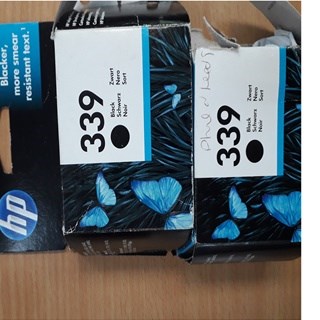 Blacker,
more smear
resistant text.¹
hp
339
Black
Schwarz
Noir
Zwart
Nero
Sort
339
Black
Schwarz
Noir
Zwart
Nero
Sort